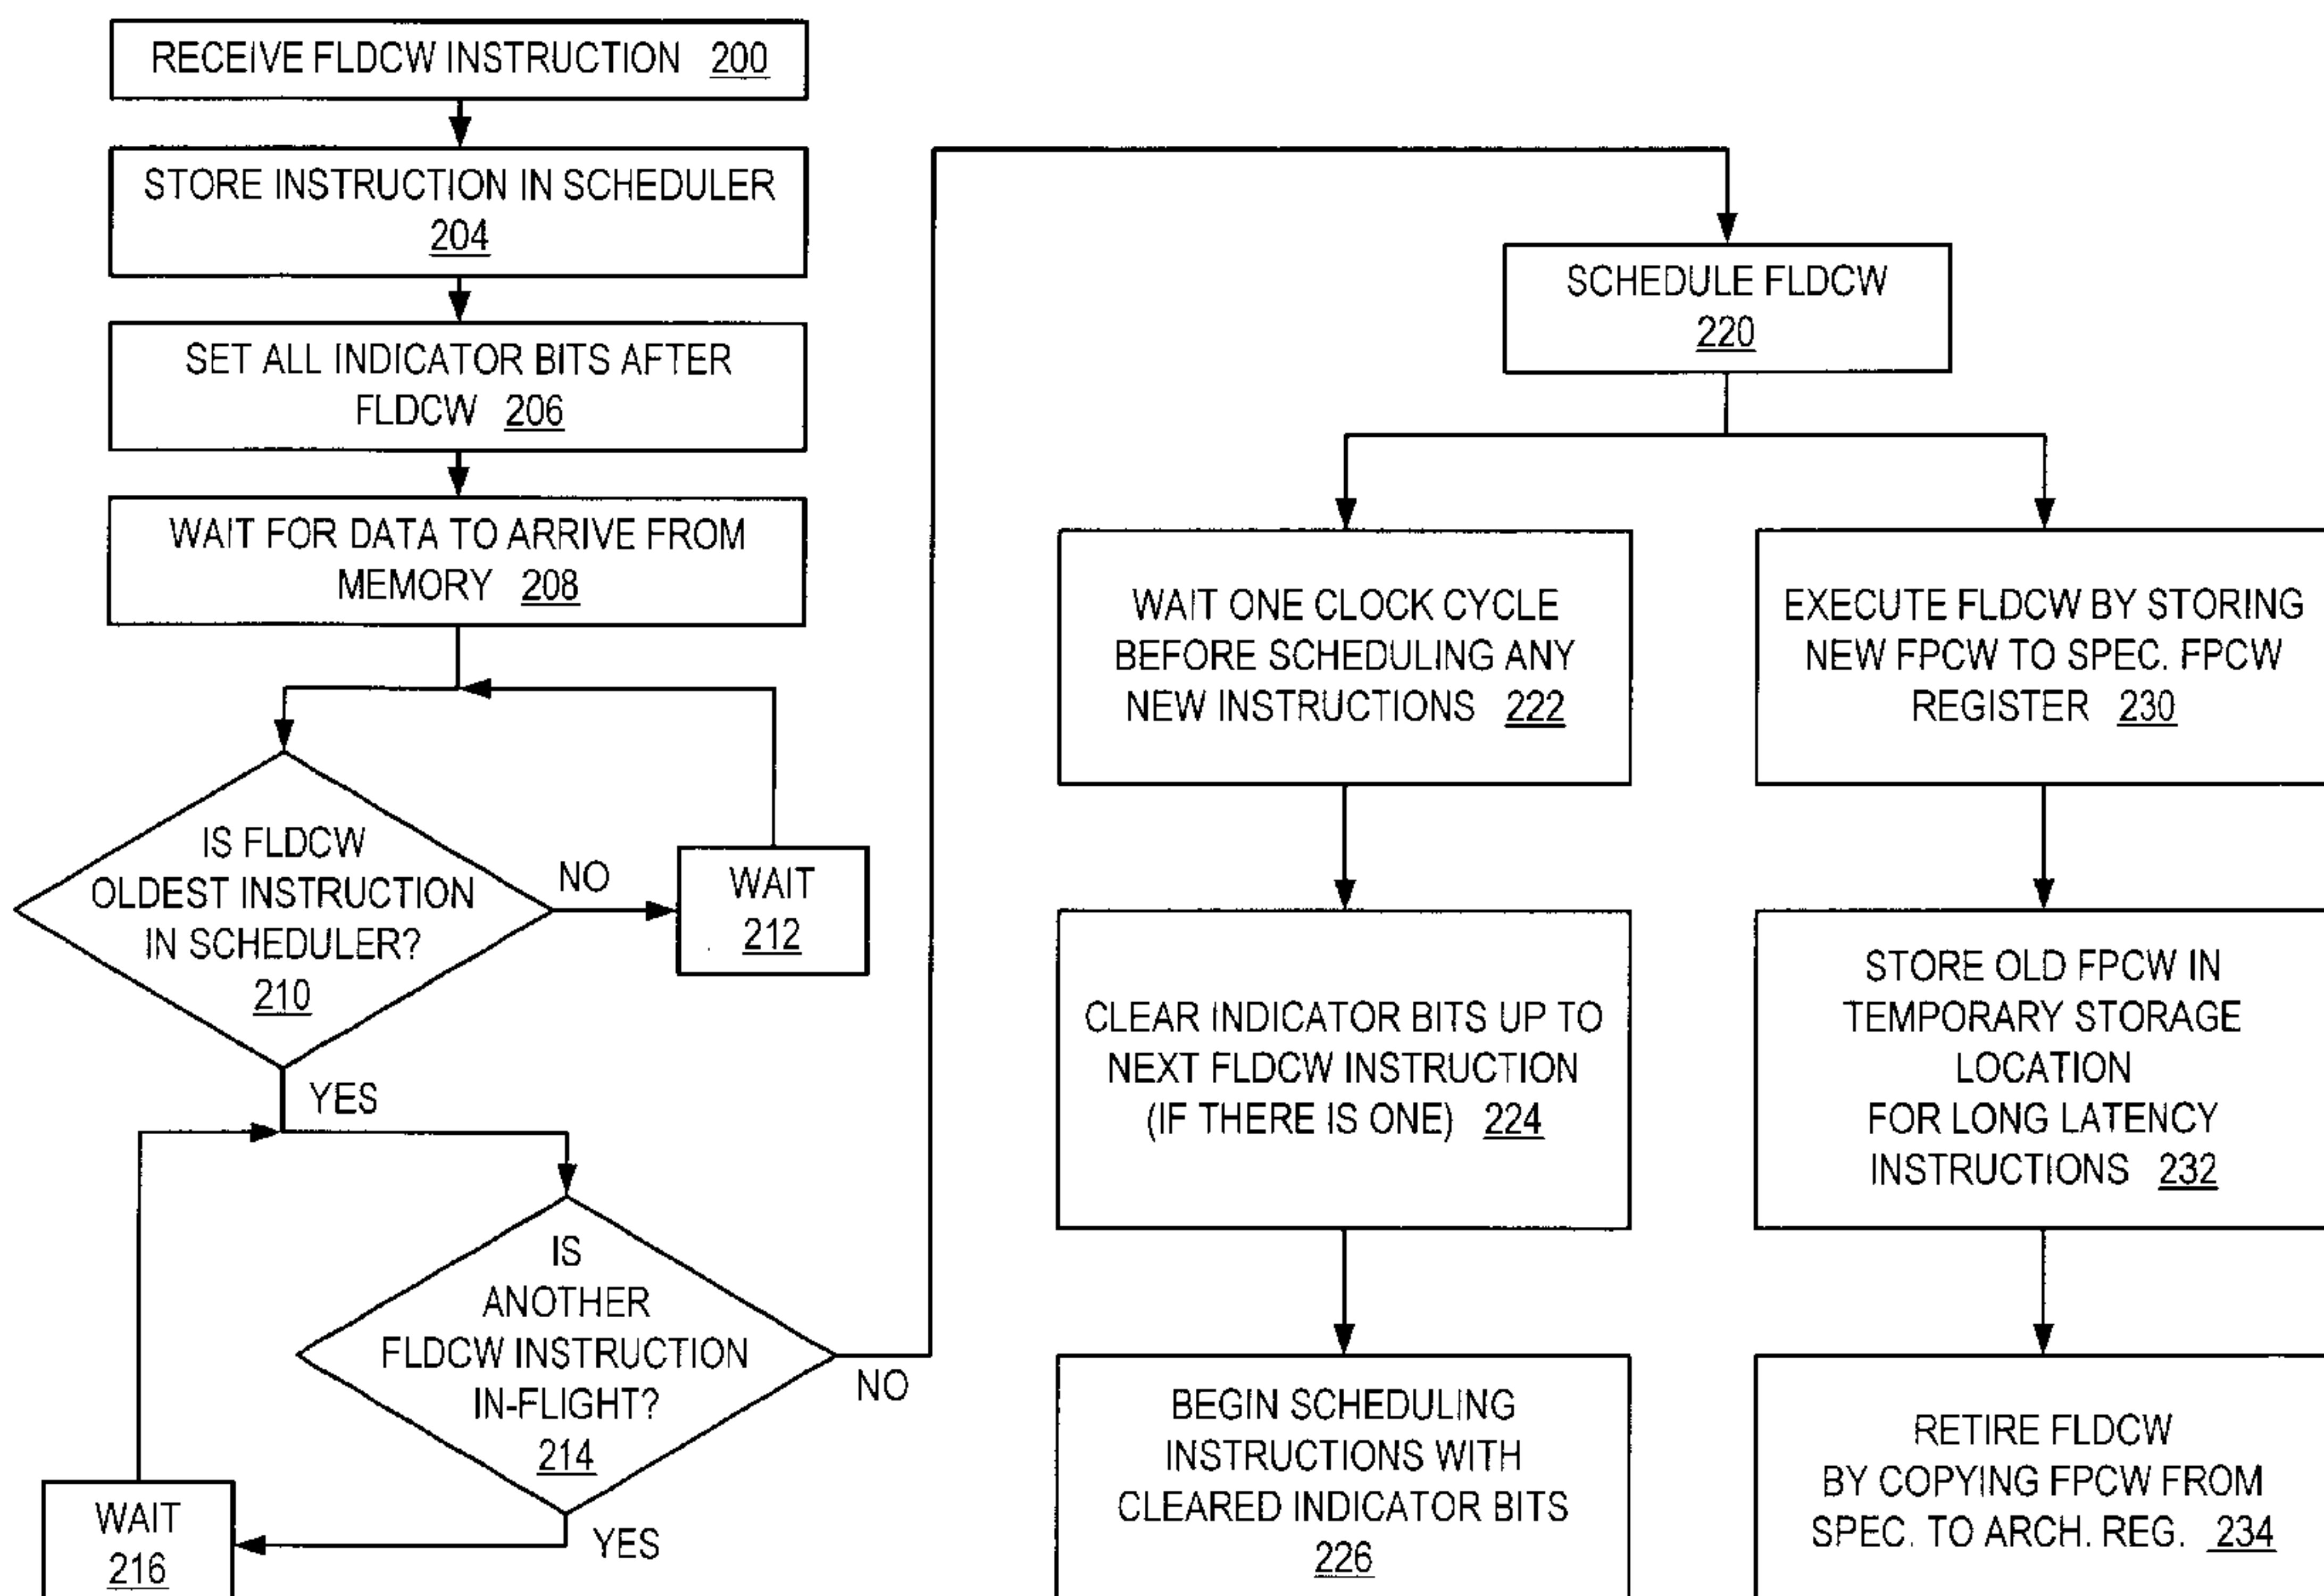 RECEIVE FLDCW INSTRUCTION 200
STORE INSTRUCTION IN SCHEDULER
204
SET ALL INDICATOR BITS AFTER
FLDCW 206
WAIT FOR DATA TO ARRIVE FROM
MEMORY 208
IS FLDCW
OLDEST INSTRUCTION
IN SCHEDULER?
210
NO
WAIT
212
YES
IS
ANOTHER
FLDCW INSTRUCTION
IN-FLIGHT?
214
NO
YES
WAIT
216
SCHEDULE FLDCW
220
WAIT ONE CLOCK CYCLE
BEFORE SCHEDULING ANY
NEW INSTRUCTIONS 222
CLEAR INDICATOR BITS UP TO
NEXT FLDCW INSTRUCTION
(IF THERE IS ONE) 224
BEGIN SCHEDULING
INSTRUCTIONS WITH
CLEARED INDICATOR BITS
226
EXECUTE FLDCW BY STORING
NEW FPCW TO SPEC. FPCW
REGISTER 230
STORE OLD FPCW IN
TEMPORARY STORAGE
LOCATION
FOR LONG LATENCY
INSTRUCTIONS 232
RETIRE FLDCW
BY COPYING FPCW FROM
SPEC. TO ARCH. REG. 234